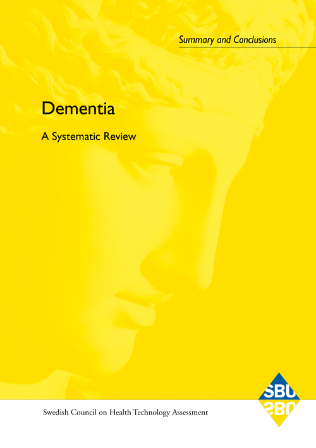 Summary and Conclusions
Dementia
A Systematic Review
SBU
Swedish Council on Health Technology Assessment